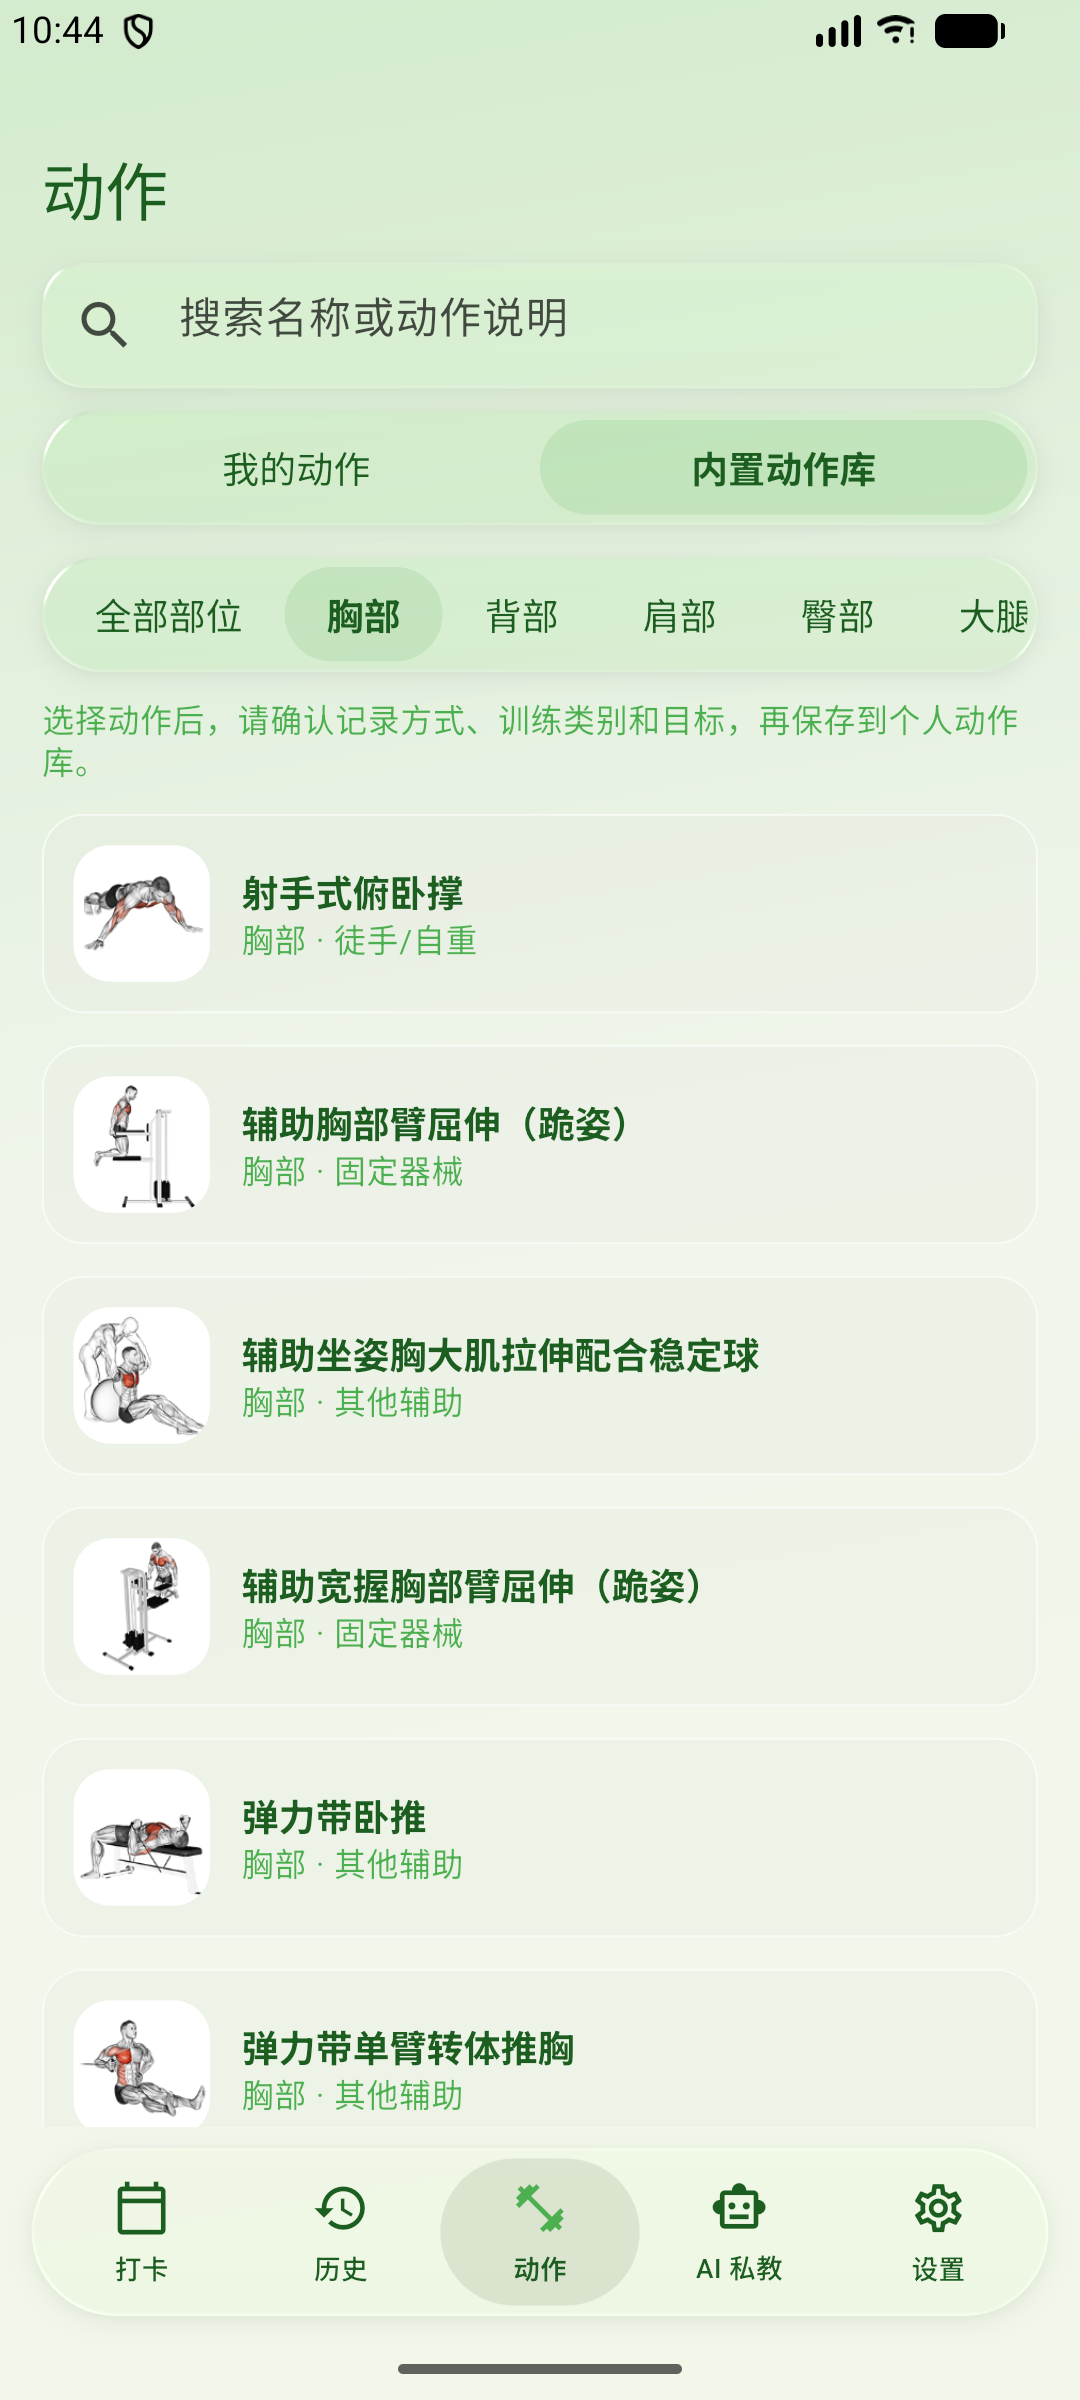 10:44
动作
搜索名称或动作说明
我的动作 内置动作库
全部部位 胸部 背部 肩部 臀部 大腿
选择动作后，请确认记录方式、训练类别和目标，再保存到个人动作
库。
射手式俯卧撑
胸部 · 徒手/自重
辅助胸部臂屈伸（跪姿）
胸部 · 固定器械
辅助坐姿胸大肌拉伸配合稳定球
胸部 · 其他辅助
辅助宽握胸部臂屈伸（跪姿）
胸部 · 固定器械
弹力带卧推
胸部 · 其他辅助
弹力带单臂转体推胸
胸部 · 其他辅助
打卡 历史 动作 AI 私教 设置